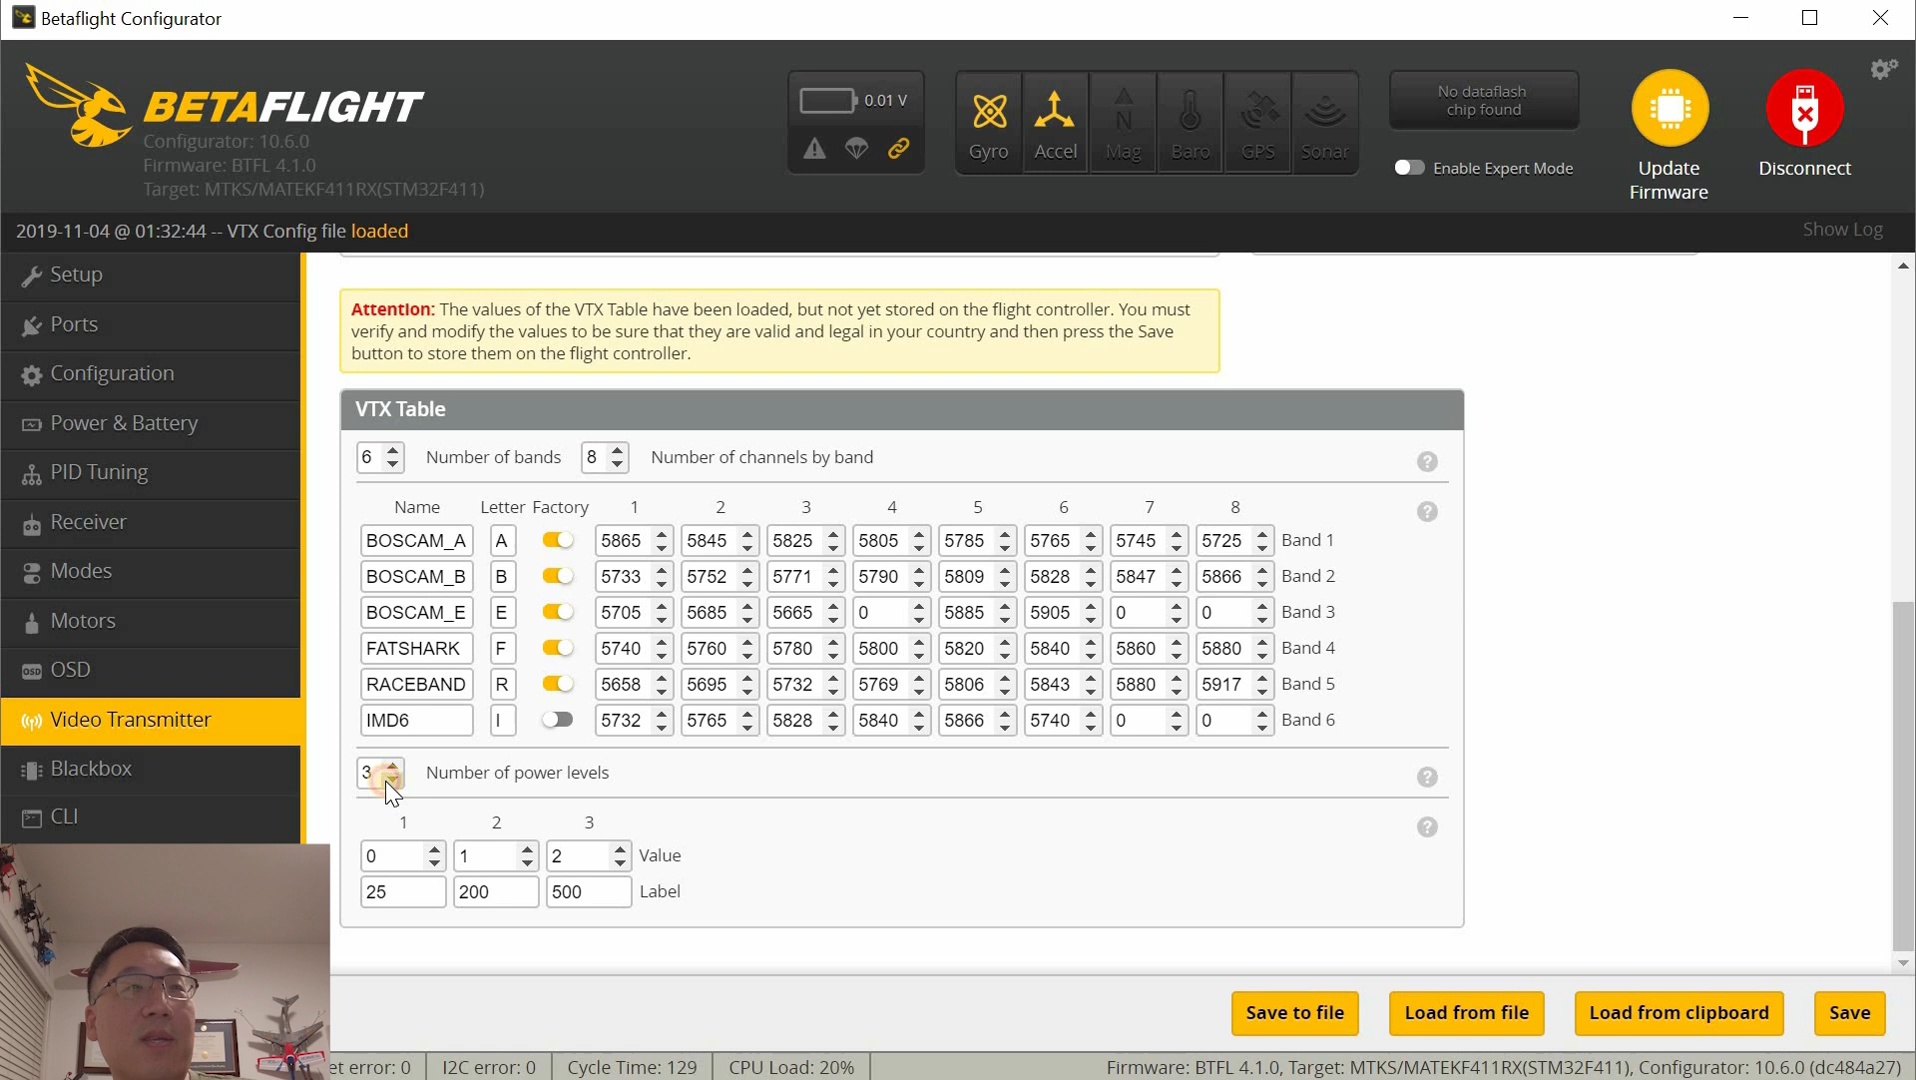 Betaflight Configurator
BETAFLIGHT
Configurator: 10.6.0
Firmware: BTFL 4.1.0
Target: MTKS/MATEKF411RX(STM32F411)
0.01 V
Gyro Accel Mag Baro GPS Sonar
No dataflash
chip found
Enable Expert Mode
Update
Firmware
Disconnect
2019-11-04 @ 01:32:44 -- VTX Config file loaded
Show Log
Setup
Ports
Configuration
Power & Battery
PID Tuning
Receiver
Modes
Motors
OSD OSD
Video Transmitter
Blackbox
CLI
Attention: The values of the VTX Table have been loaded, but not yet stored on the flight controller. You must
verify and modify the values to be sure that they are valid and legal in your country and then press the Save
button to store them on the flight controller.
VTX Table
6 Number of bands 8 Number of channels by band ?
Name Letter Factory 1 2 3 4 5 6 7 8 ?
BOSCAM_A A 5865 5845 5825 5805 5785 5765 5745 5725 Band 1
BOSCAM_B B 5733 5752 5771 5790 5809 5828 5847 5866 Band 2
BOSCAM_E E 5705 5685 5665 0 5885 5905 0 0 Band 3
FATSHARK F 5740 5760 5780 5800 5820 5840 5860 5880 Band 4
RACEBAND R 5658 5695 5732 5769 5806 5843 5880 5917 Band 5
IMD6 I 5732 5765 5828 5840 5866 5740 0 0 Band 6
3 Number of power levels ?
1 2 3 ?
0 1 2 Value
25 200 500 Label
Save to file
Load from file
Load from clipboard
Save
et error: 0 I2C error: 0 Cycle Time: 129 CPU Load: 20%
Firmware: BTFL 4.1.0, Target: MTKS/MATEKF411RX(STM32F411), Configurator: 10.6.0 (dc484a27)